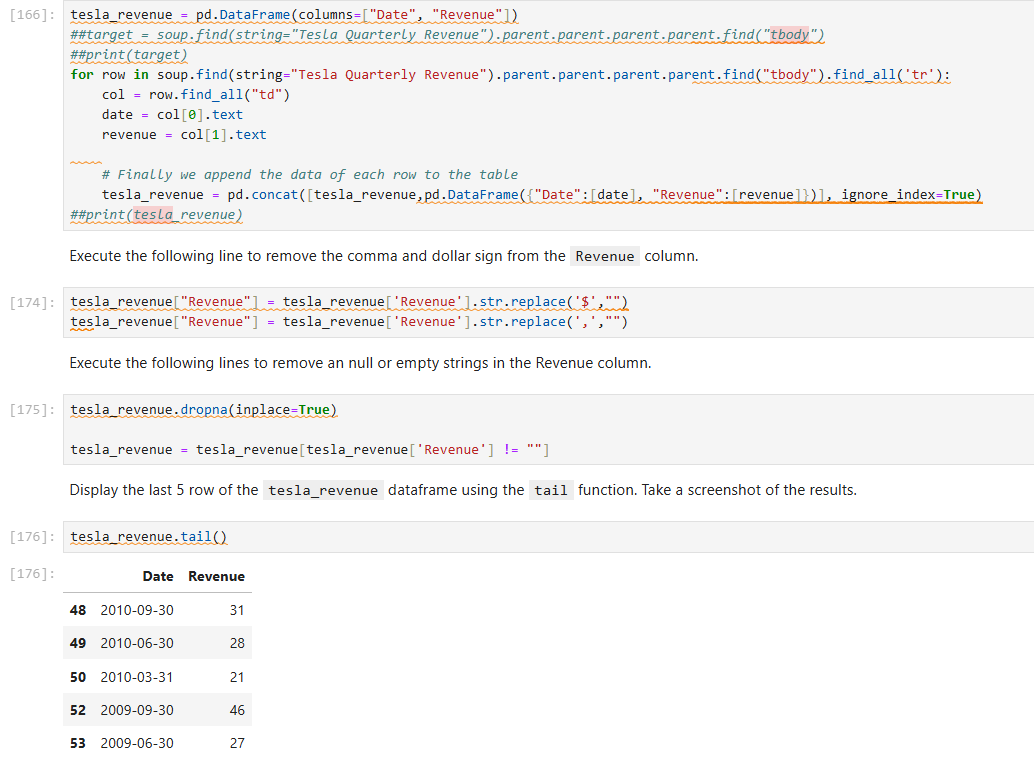 [166]: tesla_revenue = pd.DataFrame(columns=["Date", "Revenue"])
##target = soup.find(string="Tesla Quarterly Revenue").parent.parent.parent.parent.find("tbody")
##print(target)
for row in soup.find(string="Tesla Quarterly Revenue").parent.parent.parent.parent.find("tbody").find_all('tr'):
    col = row.find_all("td")
    date = col[0].text
    revenue = col[1].text
    # Finally we append the data of each row to the table
    tesla_revenue = pd.concat([tesla_revenue,pd.DataFrame({"Date":[date], "Revenue":[revenue]})], ignore_index=True)
##print(tesla_revenue)
Execute the following line to remove the comma and dollar sign from the Revenue column.
[174]: tesla_revenue["Revenue"] = tesla_revenue['Revenue'].str.replace('$',"")
tesla_revenue["Revenue"] = tesla_revenue['Revenue'].str.replace(',',"")
Execute the following lines to remove an null or empty strings in the Revenue column.
[175]: tesla_revenue.dropna(inplace=True)
tesla_revenue = tesla_revenue[tesla_revenue['Revenue'] != ""]
Display the last 5 row of the tesla_revenue dataframe using the tail function. Take a screenshot of the results.
[176]: tesla_revenue.tail()
[176]: Date Revenue
48 2010-09-30 31
49 2010-06-30 28
50 2010-03-31 21
52 2009-09-30 46
53 2009-06-30 27